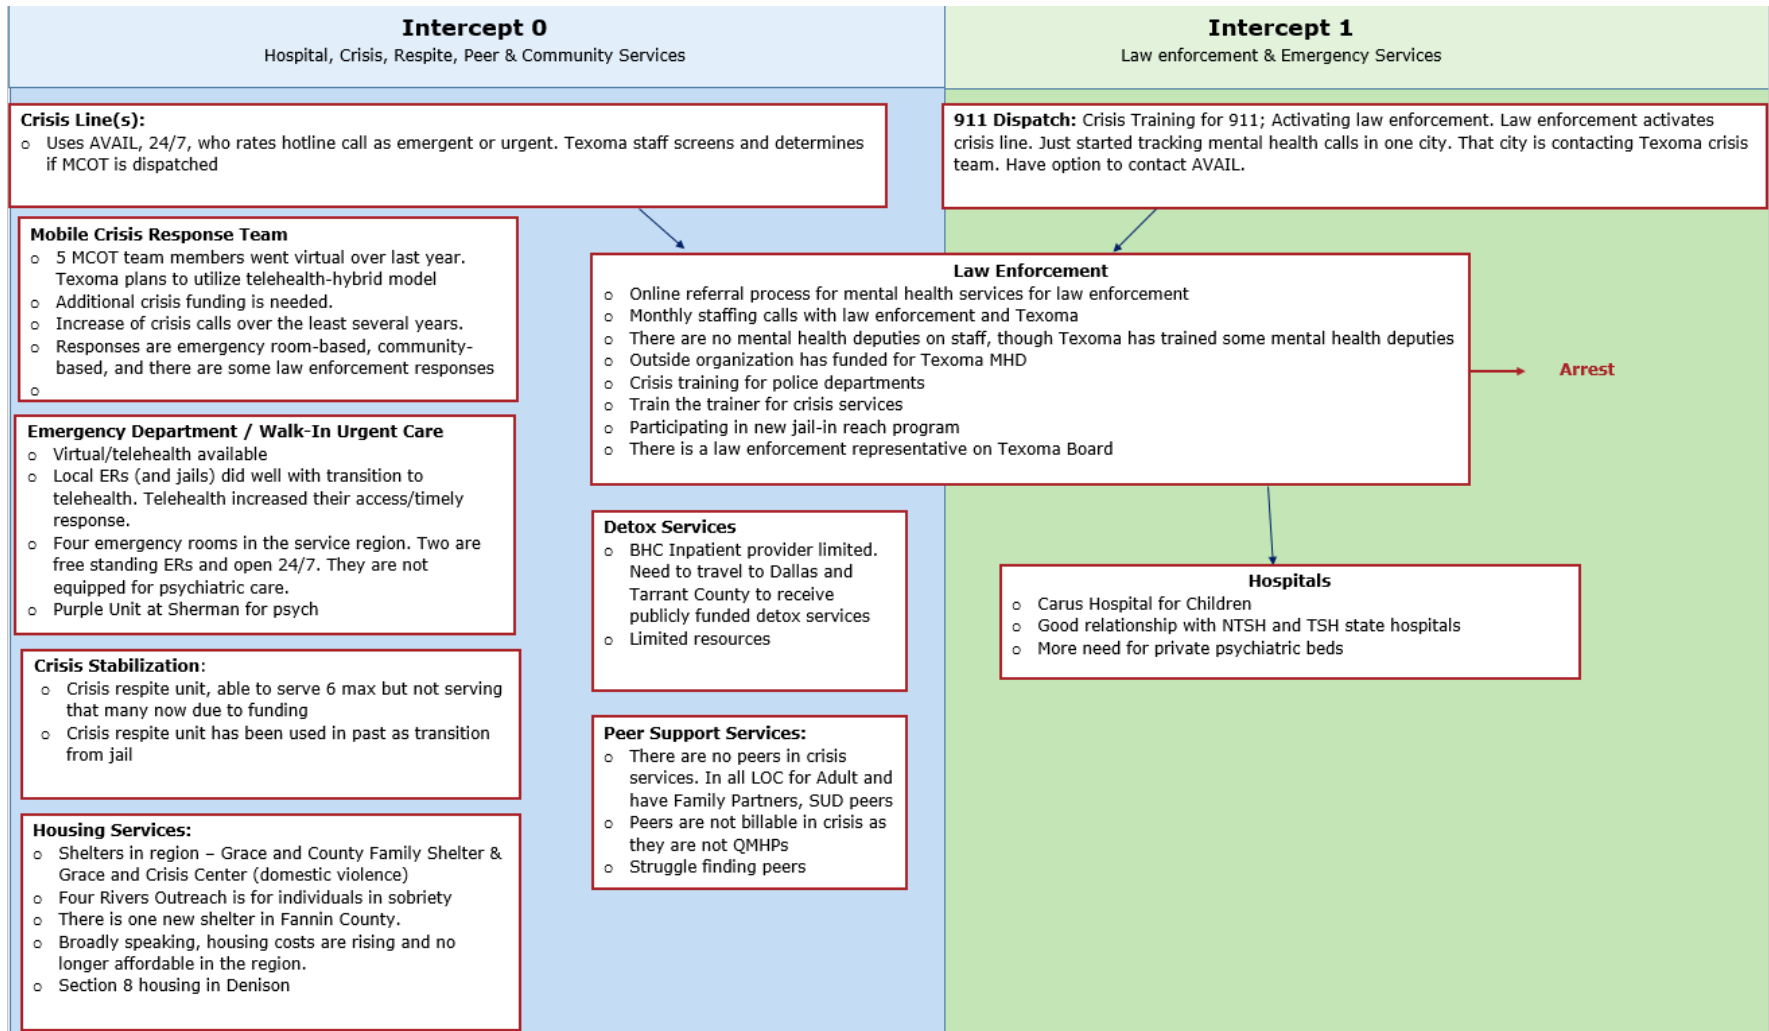 Intercept 0
Hospital, Crisis, Respite, Peer & Community Services
Intercept 1
Law enforcement & Emergency Services
Crisis Line(s):
o Uses AVAIL, 24/7, who rates hotline call as emergent or urgent. Texoma staff screens and determines
if MCOT is dispatched
911 Dispatch: Crisis Training for 911; Activating law enforcement. Law enforcement activates
crisis line. Just started tracking mental health calls in one city. That city is contacting Texoma crisis
team. Have option to contact AVAIL.
Mobile Crisis Response Team
o 5 MCOT team members went virtual over last year.
Texoma plans to utilize telehealth-hybrid model
o Additional crisis funding is needed.
o Increase of crisis calls over the least several years.
o Responses are emergency room-based, community-
based, and there are some law enforcement responses
o
Law Enforcement
o Online referral process for mental health services for law enforcement
o Monthly staffing calls with law enforcement and Texoma
o There are no mental health deputies on staff, though Texoma has trained some mental health deputies
o Outside organization has funded for Texoma MHD
o Crisis training for police departments
o Train the trainer for crisis services
o Participating in new jail-in reach program
o There is a law enforcement representative on Texoma Board
Arrest
Emergency Department / Walk-In Urgent Care
o Virtual/telehealth available
o Local ERs (and jails) did well with transition to
telehealth. Telehealth increased their access/timely
response.
o Four emergency rooms in the service region. Two are
free standing ERs and open 24/7. They are not
equipped for psychiatric care.
o Purple Unit at Sherman for psych
Detox Services
o BHC Inpatient provider limited.
Need to travel to Dallas and
Tarrant County to receive
publicly funded detox services
o Limited resources
Hospitals
o Carus Hospital for Children
o Good relationship with NTSH and TSH state hospitals
o More need for private psychiatric beds
Crisis Stabilization:
o Crisis respite unit, able to serve 6 max but not serving
that many now due to funding
o Crisis respite unit has been used in past as transition
from jail
Peer Support Services:
o There are no peers in crisis
services. In all LOC for Adult and
have Family Partners, SUD peers
o Peers are not billable in crisis as
they are not QMHPs
o Struggle finding peers
Housing Services:
o Shelters in region – Grace and County Family Shelter &
Grace and Crisis Center (domestic violence)
o Four Rivers Outreach is for individuals in sobriety
o There is one new shelter in Fannin County.
o Broadly speaking, housing costs are rising and no
longer affordable in the region.
o Section 8 housing in Denison